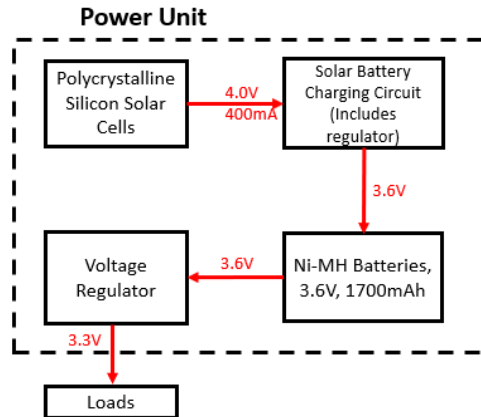 Power Unit
Polycrystalline
Silicon Solar
Cells
4.0V
400mA
Solar Battery
Charging Circuit
(Includes
regulator)
3.6V
Voltage
Regulator
3.6V
Ni-MH Batteries,
3.6V, 1700mAh
3.3V
Loads